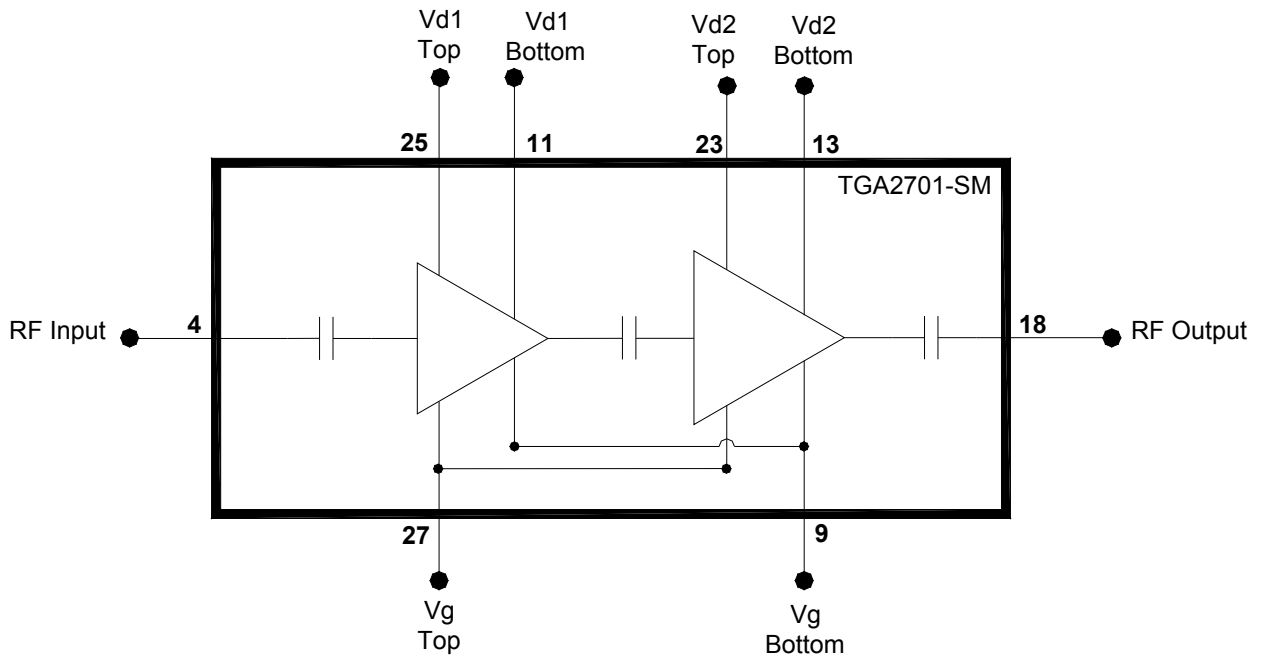 Vd1
Top
Vd1
Bottom
Vd2
Top
Vd2
Bottom
25
11
23
13
TGA2701-SM
RF Input
4
18
RF Output
27
9
Vg
Top
Vg
Bottom